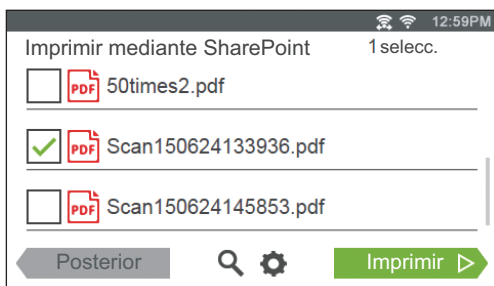 12:59PM
Imprimir mediante SharePoint 1 selecc.
PDF 50times2.pdf
PDF Scan150624133936.pdf
PDF Scan150624145853.pdf
Posterior Imprimir